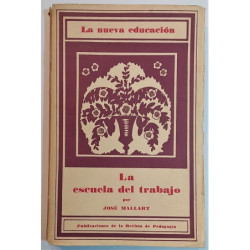 La nueva educación
La
escuela del trabajo
por
JOSÉ MALLART
Publicaciones de la Revista de Pedagogía